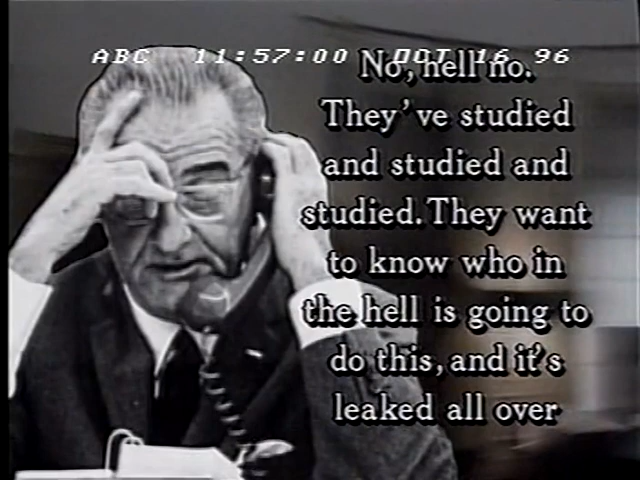 ABC 11:57:00 OCT 16 96
No, hell no.
They've studied
and studied and
studied. They want
to know who in
the hell is going to
do this, and it's
leaked all over